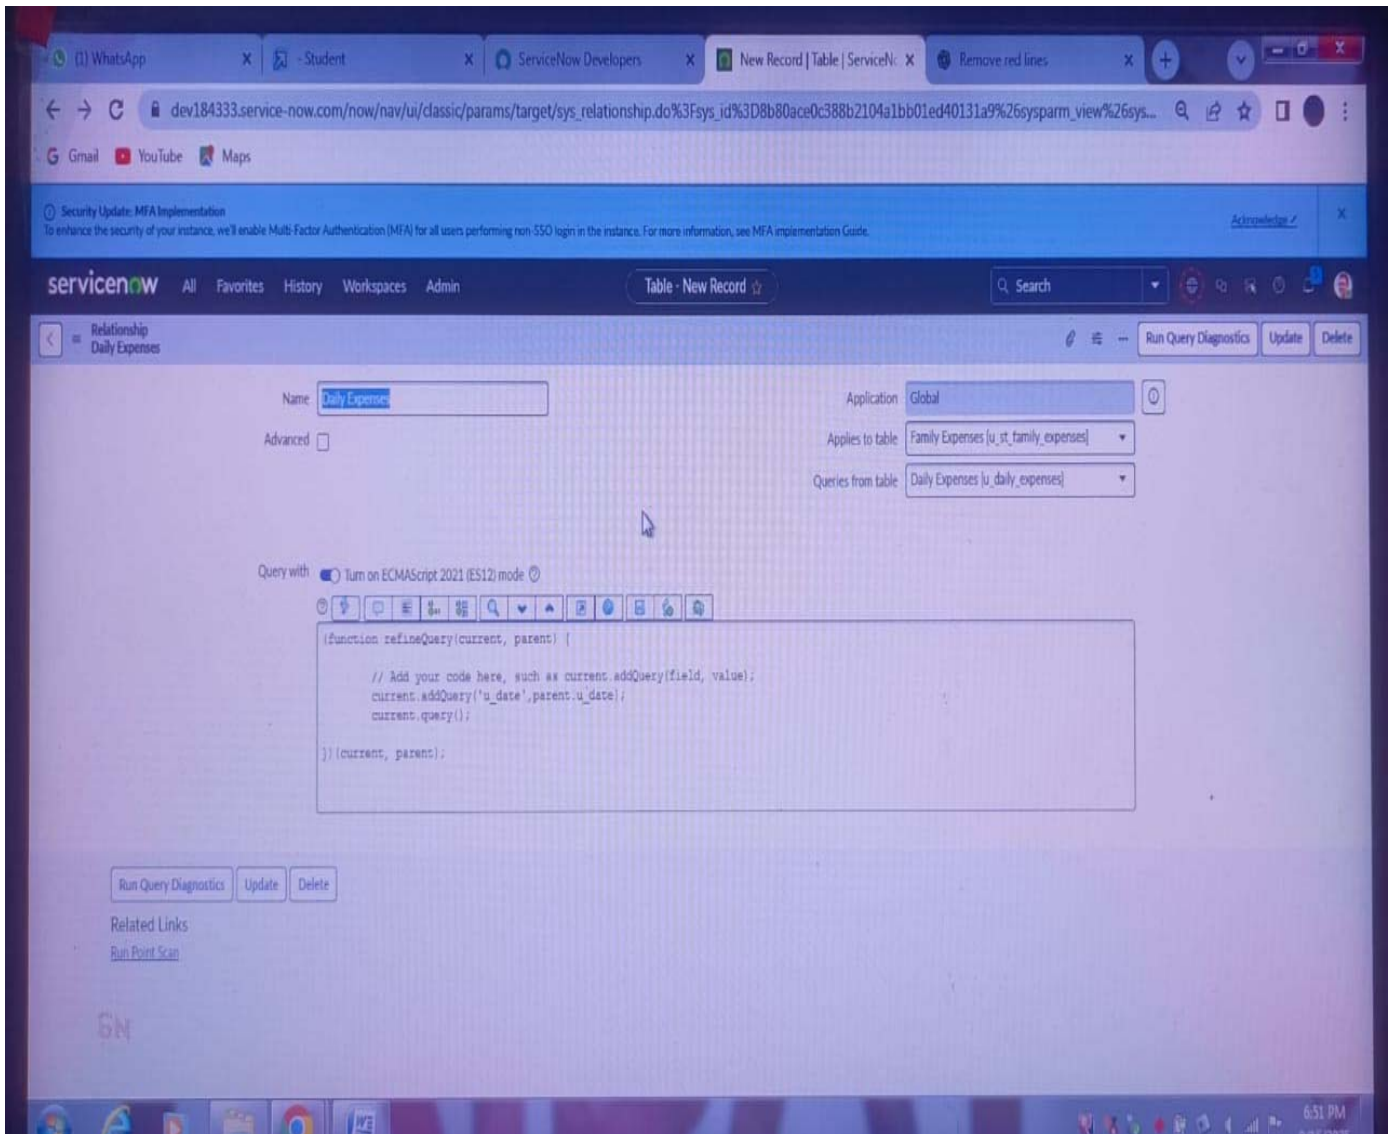 (1) WhatsApp
- Student
ServiceNow Developers
New Record | Table | ServiceN
Remove red lines
dev184333.service-now.com/now/nav/ui/classic/params/target/sys_relationship.do%3Fsys_id%3D8b80ace0c388b2104a1bb01ed40131a9%26sysparm_view%26sys...
Gmail YouTube Maps
Security Update: MFA Implementation
To enhance the security of your instance, we'll enable Multi-Factor Authentication (MFA) for all users performing non-SSO login in the instance. For more information, see MFA implementation Guide.
Acknowledge
servicenow All Favorites History Workspaces Admin
Table - New Record
Search
Relationship
Daily Expenses
Run Query Diagnostics Update Delete
Name Daily Expenses
Application Global
Advanced
Applies to table Family Expenses [u_st_family_expenses]
Queries from table Daily Expenses [u_daily_expenses]
Query with Turn on ECMAScript 2021 (ES12) mode
(function refineQuery(current, parent) {
// Add your code here, such as current.addQuery(field, value);
current.addQuery('u_date',parent.u_date);
current.query();
})(current, parent);
Run Query Diagnostics Update Delete
Related Links
Run Point Scan
6:51 PM